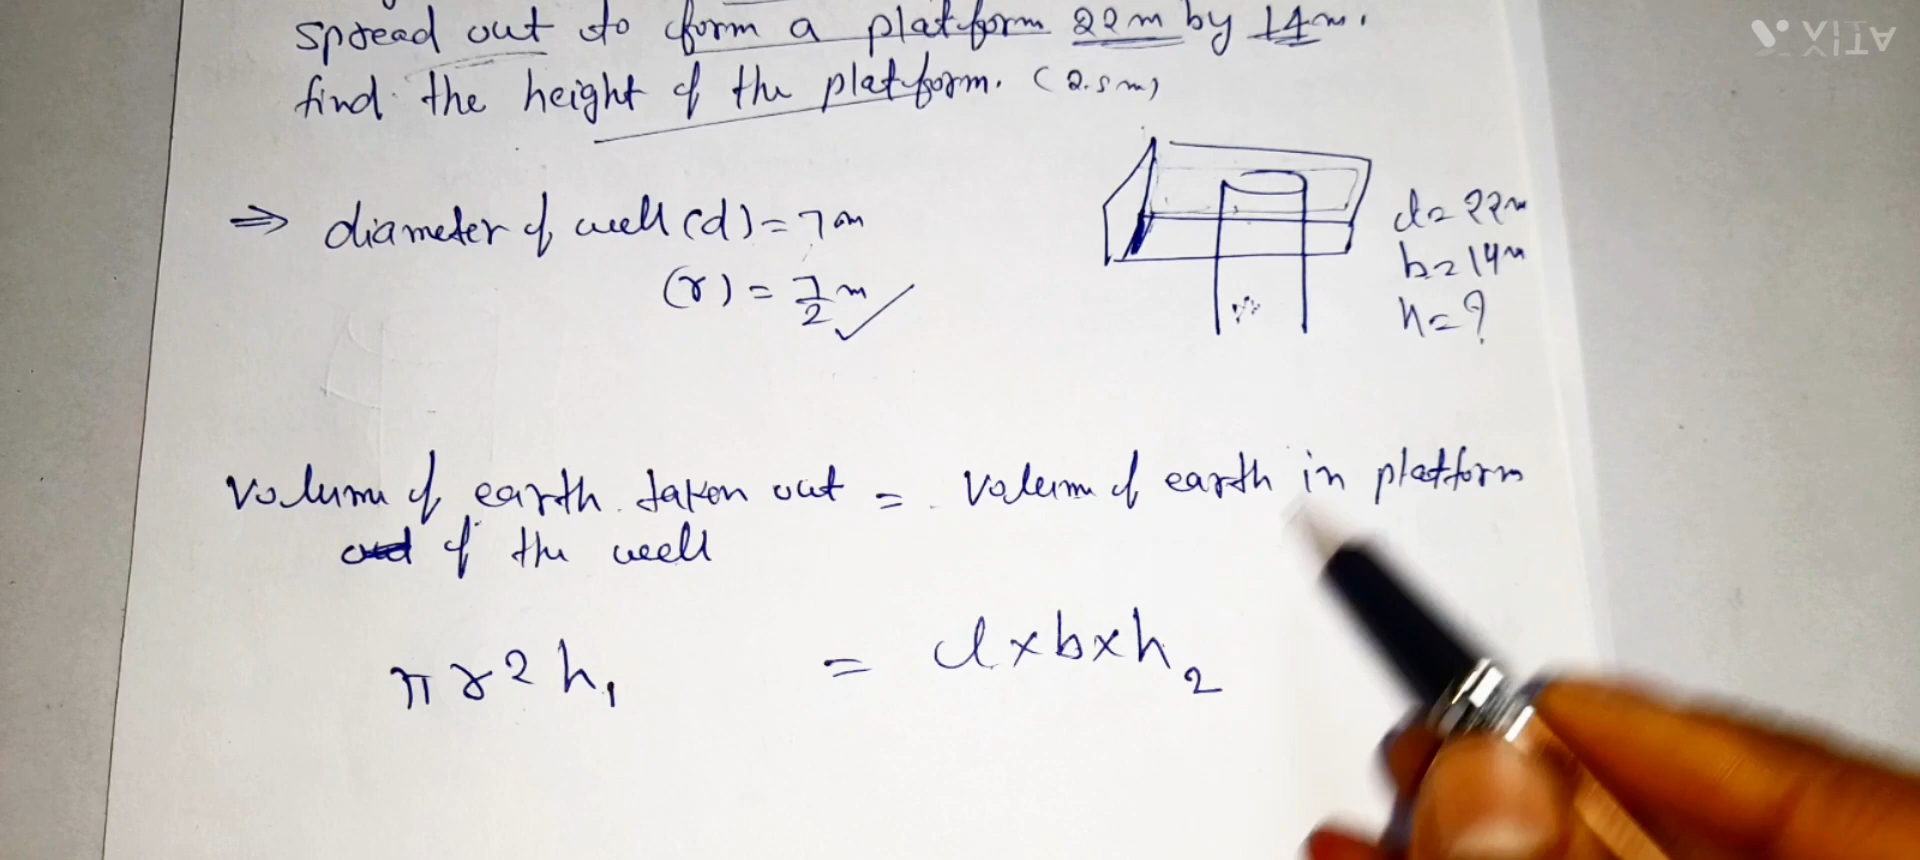 spread out to form a platform 22m by 14m.
find the height of the platform. (2.5m)
⇒ diameter of well (d) = 7m
(r) = 7/2 m ✓
l = 22m
b = 14m
h = ?
volume of earth taken out = volume of earth in platform
of the well
πr2h1 = l×b×h2
VITA